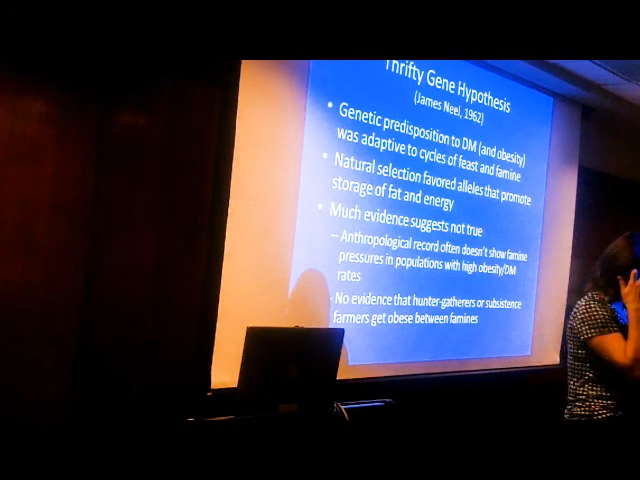 Thrifty Gene Hypothesis
(James Neel, 1962)
• Genetic predisposition to DM (and obesity)
was adaptive to cycles of feast and famine
• Natural selection favored alleles that promote
storage of fat and energy
• Much evidence suggests not true
– Anthropological record often doesn't show famine
pressures in populations with high obesity/DM
rates
- No evidence that hunter-gatherers or subsistence
farmers get obese between famines